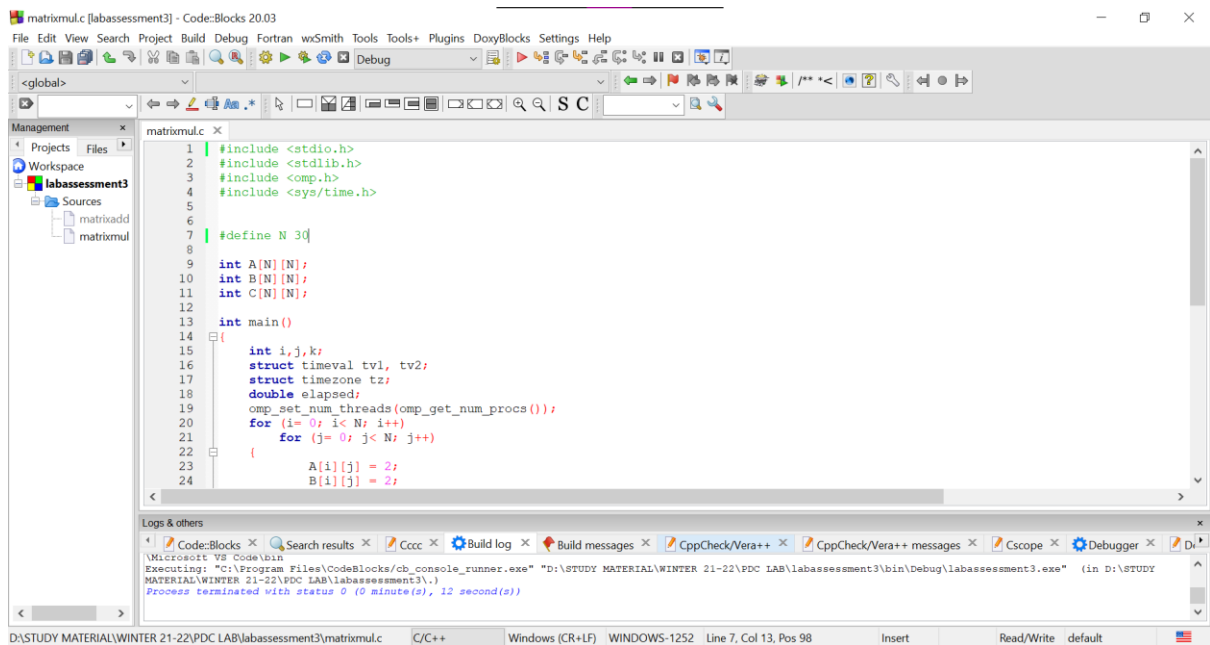 matrixmul.c [labassessment3] - Code::Blocks 20.03
File Edit View Search Project Build Debug Fortran wxSmith Tools Tools+ Plugins DoxyBlocks Settings Help
Debug
<global>
/** *<
Aa .*
S C
Management
Projects Files
Workspace
labassessment3
Sources
matrixadd
matrixmul
matrixmul.c
1 #include <stdio.h>
2 #include <stdlib.h>
3 #include <omp.h>
4 #include <sys/time.h>
5
6
7 #define N 30
8
9 int A[N][N];
10 int B[N][N];
11 int C[N][N];
12
13 int main()
14 {
15 int i,j,k;
16 struct timeval tv1, tv2;
17 struct timezone tz;
18 double elapsed;
19 omp_set_num_threads(omp_get_num_procs());
20 for (i= 0; i< N; i++)
21 for (j= 0; j< N; j++)
22 {
23 A[i][j] = 2;
24 B[i][j] = 2;
Logs & others
Code::Blocks Search results Cccc Build log Build messages CppCheck/Vera++ CppCheck/Vera++ messages Cscope Debugger
\Microsoft VS Code\bin
Executing: "C:\Program Files\CodeBlocks/cb_console_runner.exe" "D:\STUDY MATERIAL\WINTER 21-22\PDC LAB\labassessment3\bin\Debug\labassessment3.exe" (in D:\STUDY
MATERIAL\WINTER 21-22\PDC LAB\labassessment3\.)
Process terminated with status 0 (0 minute(s), 12 second(s))
D:\STUDY MATERIAL\WINTER 21-22\PDC LAB\labassessment3\matrixmul.c C/C++ Windows (CR+LF) WINDOWS-1252 Line 7, Col 13, Pos 98 Insert Read/Write default